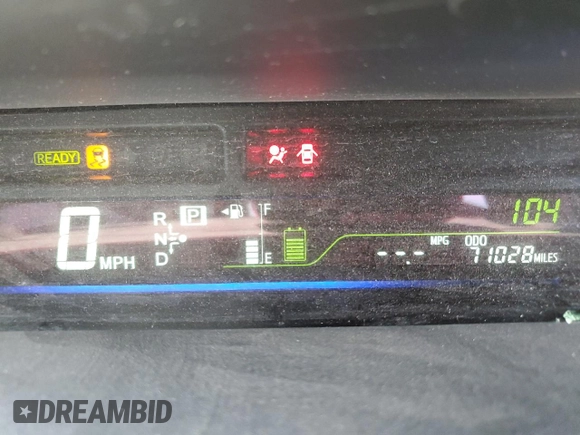 READY
0 MPH
R
N
D
P
F
E
104
MPG ODO
--.- 71028 MILES
DREAMBID